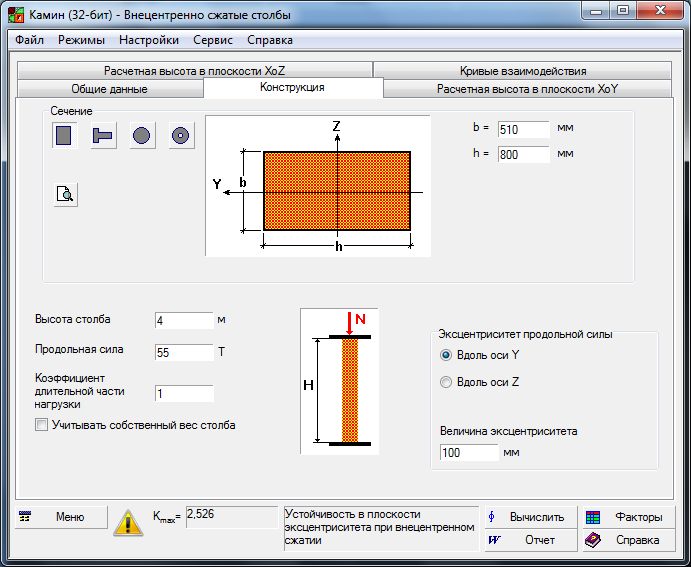 Камин (32-бит) - Внецентренно сжатые столбы
Файл Режимы Настройки Сервис Справка
Расчетная высота в плоскости XoZ Кривые взаимодействия
Общие данные Конструкция Расчетная высота в плоскости XoY
Сечение
Z
Y
b
h
b = 510 мм
h = 800 мм
Высота столба 4 м
Продольная сила 55 Т
Коэффициент
длительной части
нагрузки 1
Учитывать собственный вес столба
N
H
Эксцентриситет продольной силы
Вдоль оси Y
Вдоль оси Z
Величина эксцентриситета
100 мм
Меню
Kmax= 2,526
Устойчивость в плоскости
эксцентриситета при внецентренном
сжатии
Вычислить Факторы
W Отчет Справка